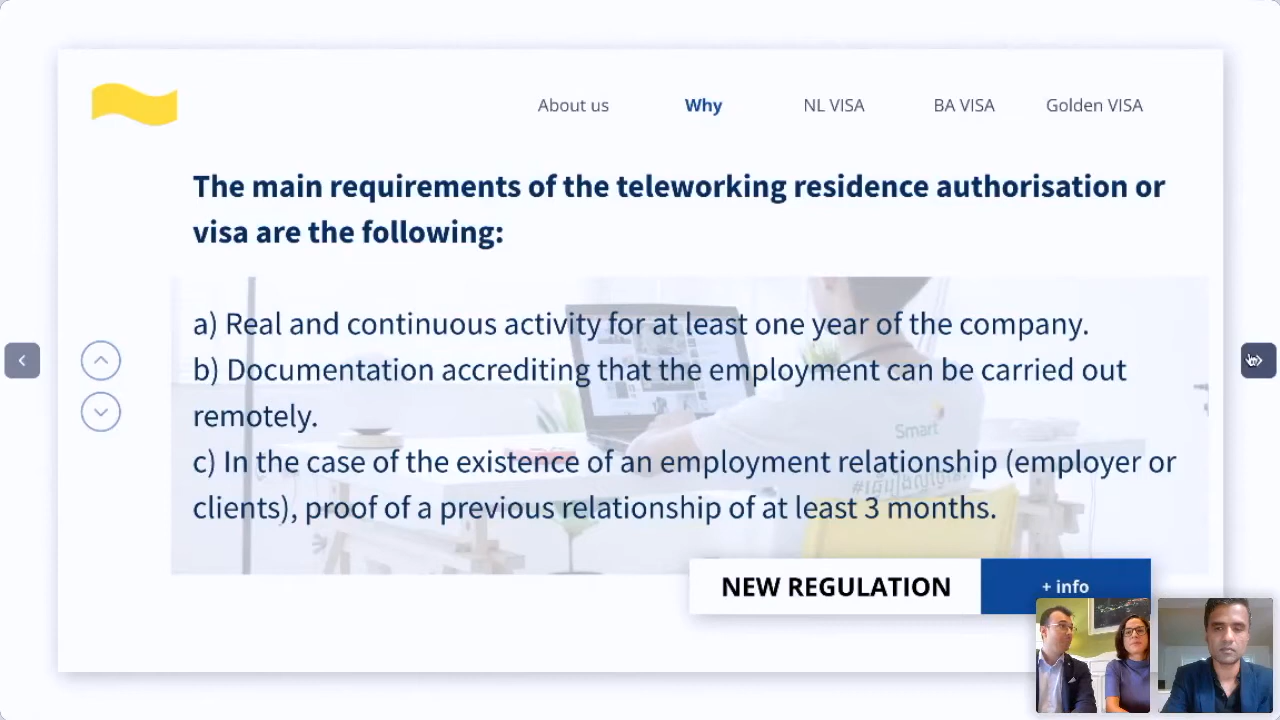 About us
Why
NL VISA
BA VISA
Golden VISA
The main requirements of the teleworking residence authorisation or
visa are the following:
a) Real and continuous activity for at least one year of the company.
b) Documentation accrediting that the employment can be carried out
remotely.
c) In the case of the existence of an employment relationship (employer or
clients), proof of a previous relationship of at least 3 months.
Smart
NEW REGULATION
+ info